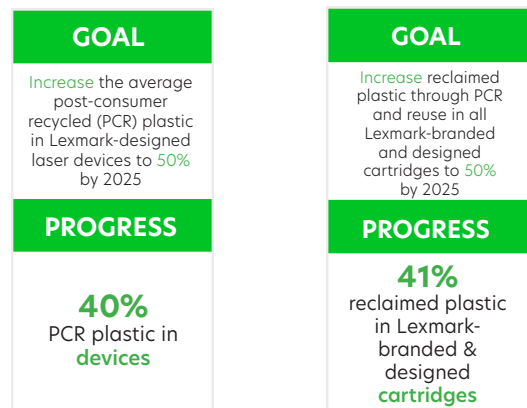 GOAL
Increase the average
post-consumer
recycled (PCR) plastic
in Lexmark-designed
laser devices to 50%
by 2025
PROGRESS
40%
PCR plastic in
devices
GOAL
Increase reclaimed
plastic through PCR
and reuse in all
Lexmark-branded
and designed
cartridges to 50%
by 2025
PROGRESS
41%
reclaimed plastic
in Lexmark-
branded &
designed
cartridges